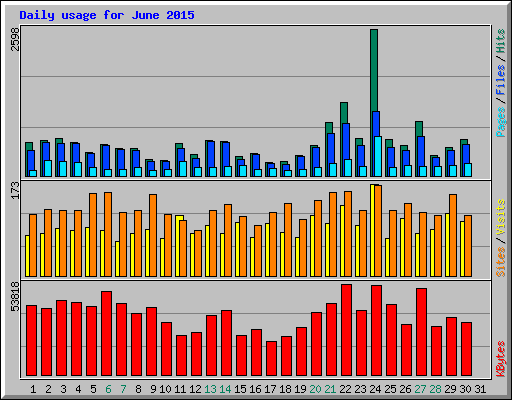 Daily usage for June 2015
2598
Pages / Files / Hits
173
Sites / Visits
53818
KBytes
1 2 3 4 5 6 7 8 9 10 11 12 13 14 15 16 17 18 19 20 21 22 23 24 25 26 27 28 29 30 31